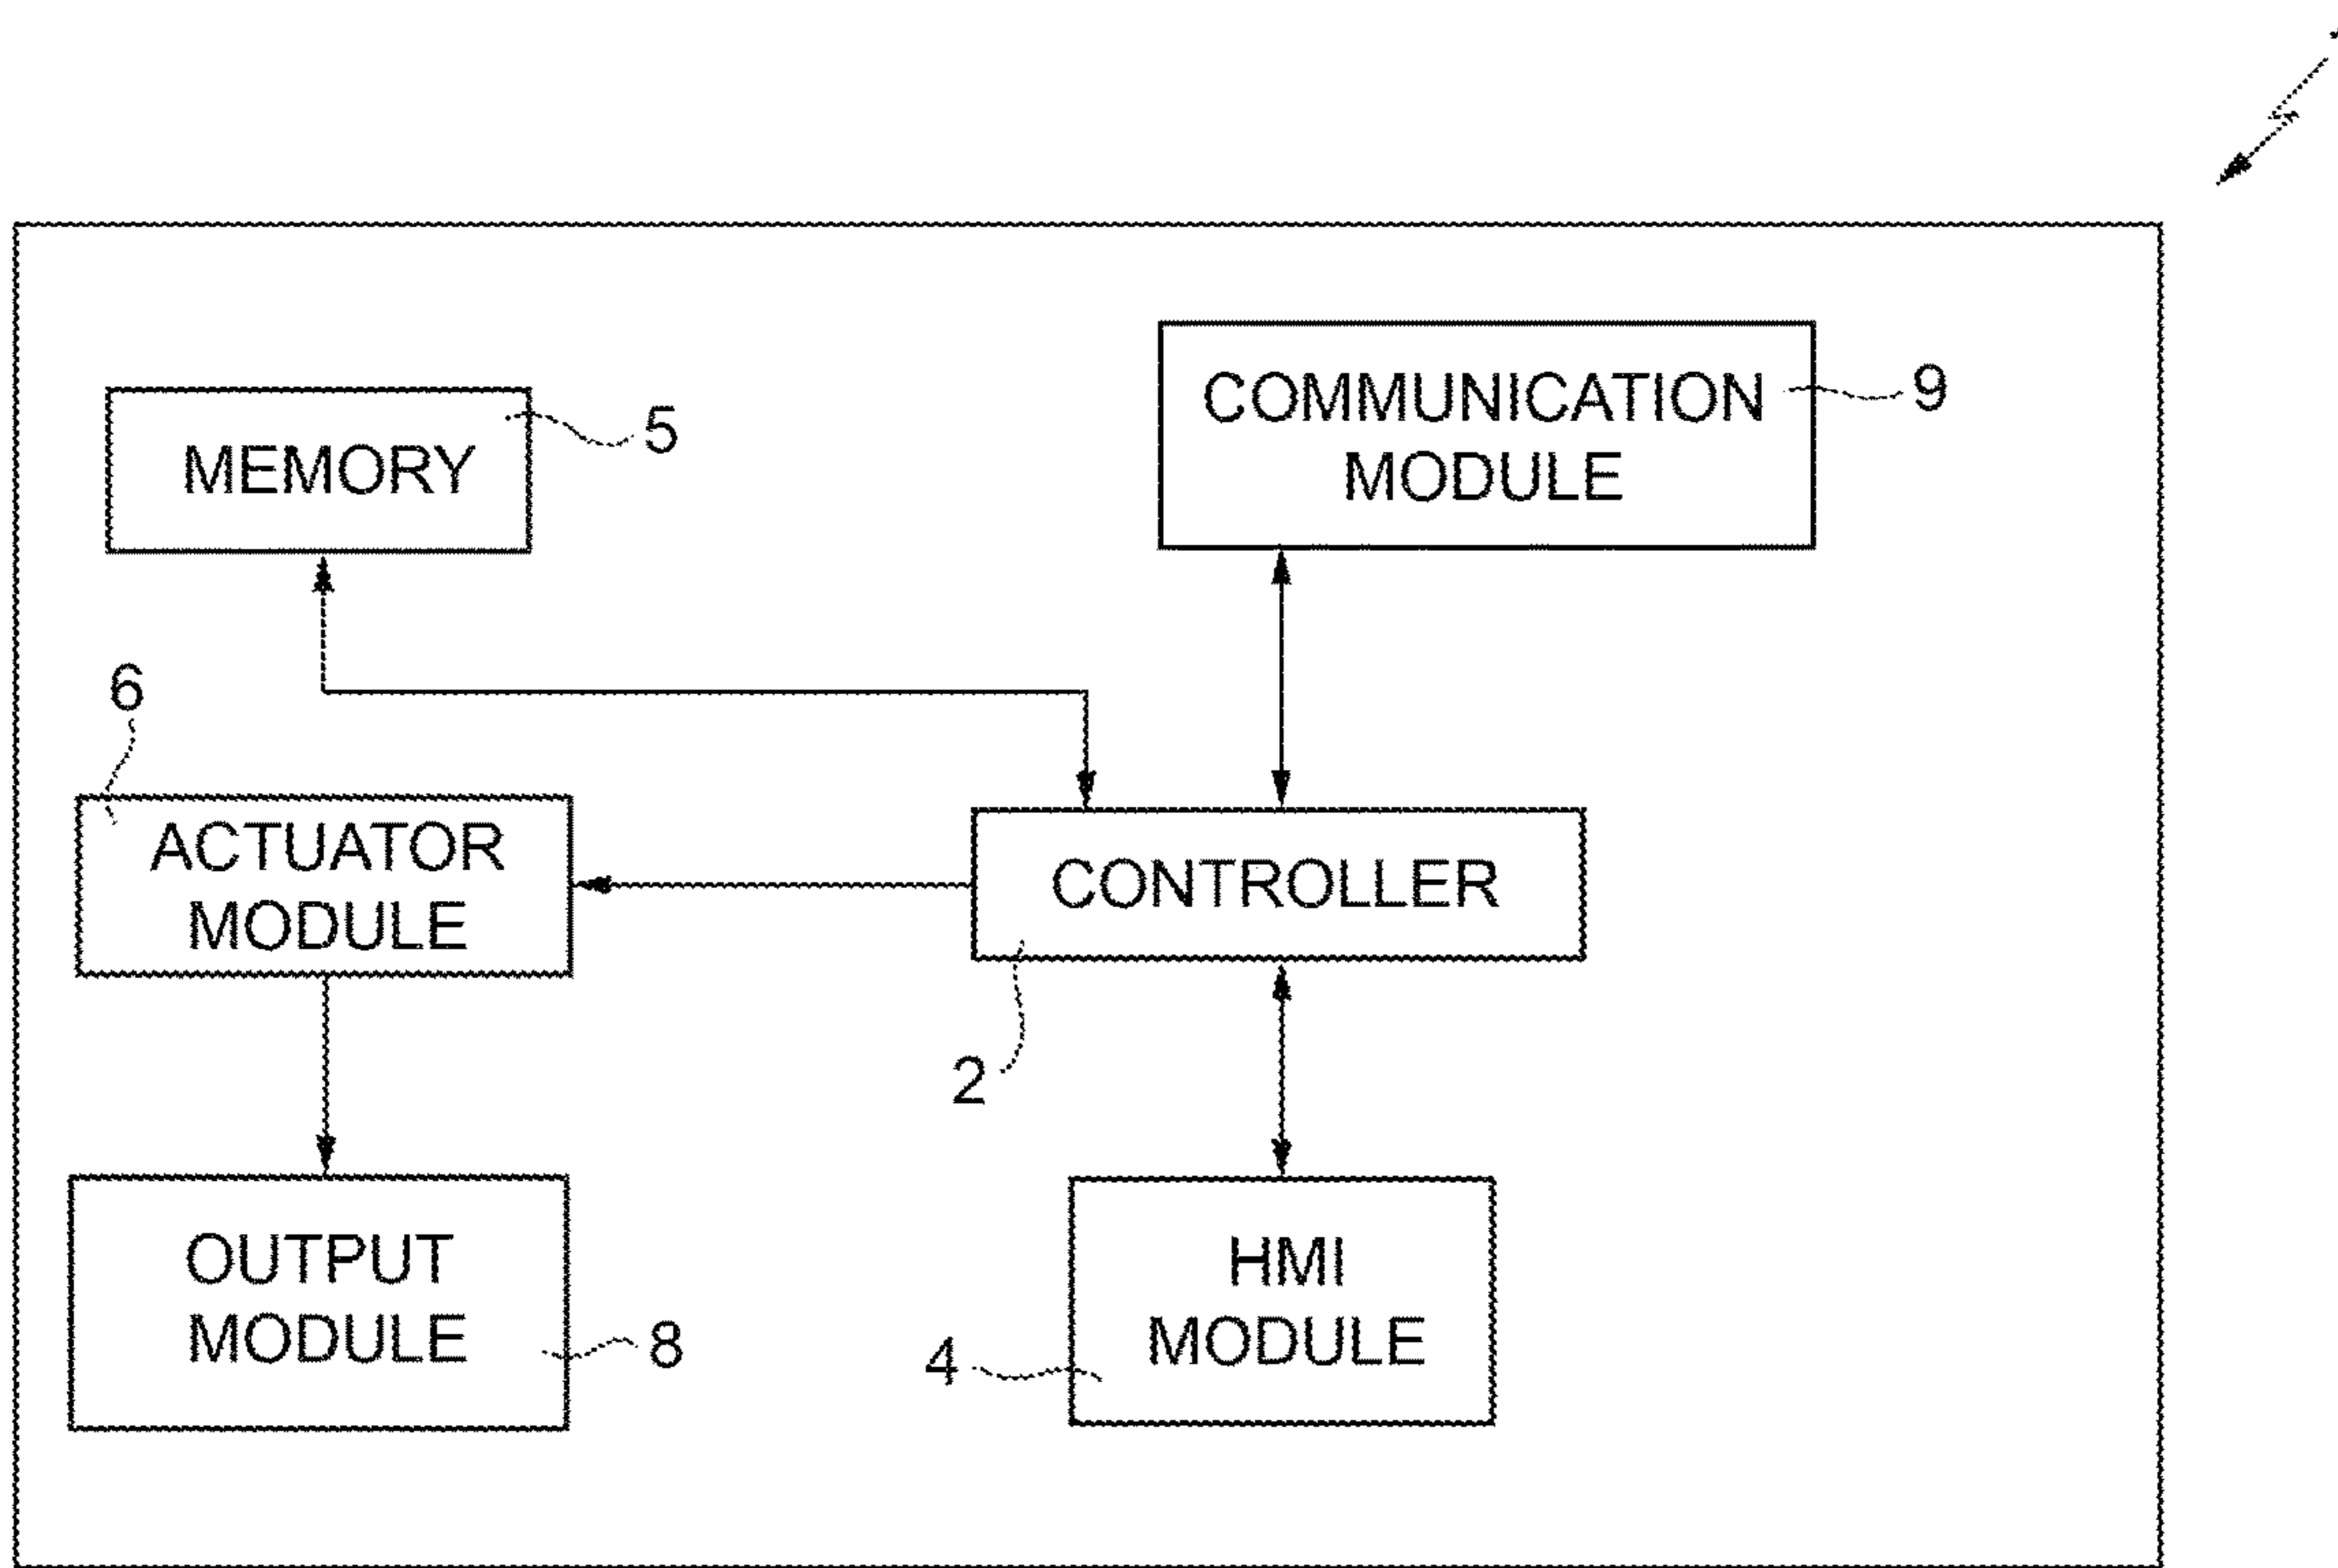 COMMUNICATION
MODULE
9
MEMORY
5
6
ACTUATOR
MODULE
CONTROLLER
2
OUTPUT
MODULE
8
HMI
MODULE
4